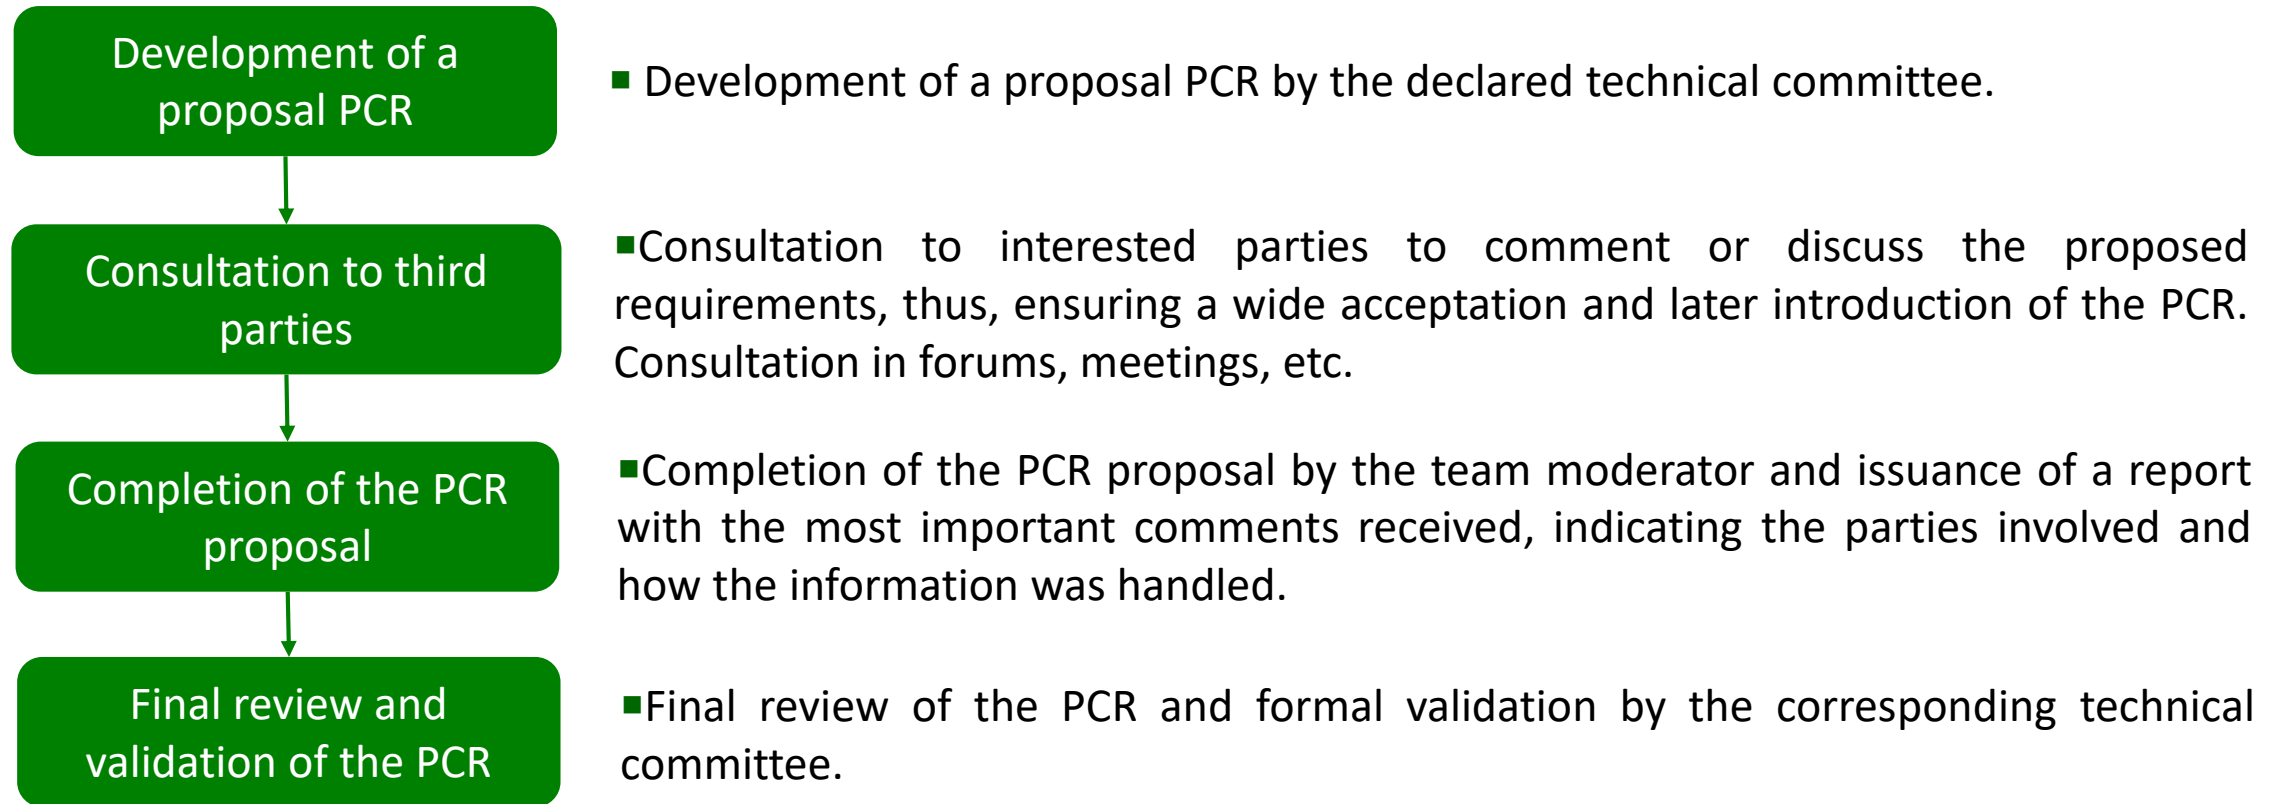 Development of a
proposal PCR
▪ Development of a proposal PCR by the declared technical committee.
Consultation to third
parties
▪Consultation to interested parties to comment or discuss the proposed
requirements, thus, ensuring a wide acceptation and later introduction of the PCR.
Consultation in forums, meetings, etc.
Completion of the PCR
proposal
▪Completion of the PCR proposal by the team moderator and issuance of a report
with the most important comments received, indicating the parties involved and
how the information was handled.
Final review and
validation of the PCR
▪Final review of the PCR and formal validation by the corresponding technical
committee.